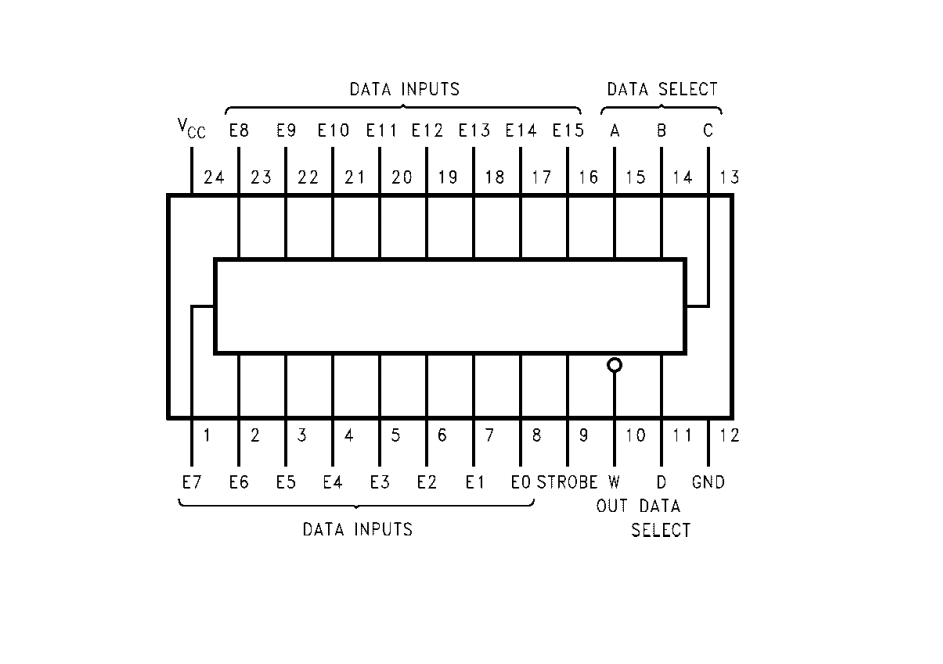 DATA INPUTS DATA SELECT
VCC E8 E9 E10 E11 E12 E13 E14 E15 A B C
24 23 22 21 20 19 18 17 16 15 14 13
1 2 3 4 5 6 7 8 9 10 11 12
E7 E6 E5 E4 E3 E2 E1 E0 STROBE W D GND
OUT DATA
DATA INPUTS SELECT